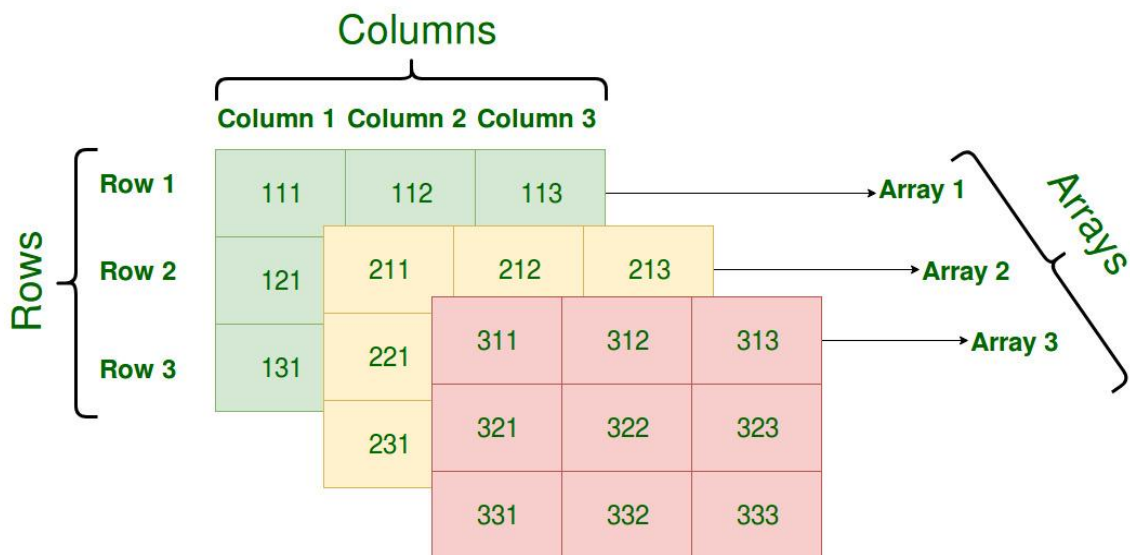 Columns
Column 1 Column 2 Column 3
Rows
Row 1
Row 2
Row 3
111 112 113
121
131
211 212 213
221
231
311 312 313
321 322 323
331 332 333
Array 1
Array 2
Array 3
Arrays